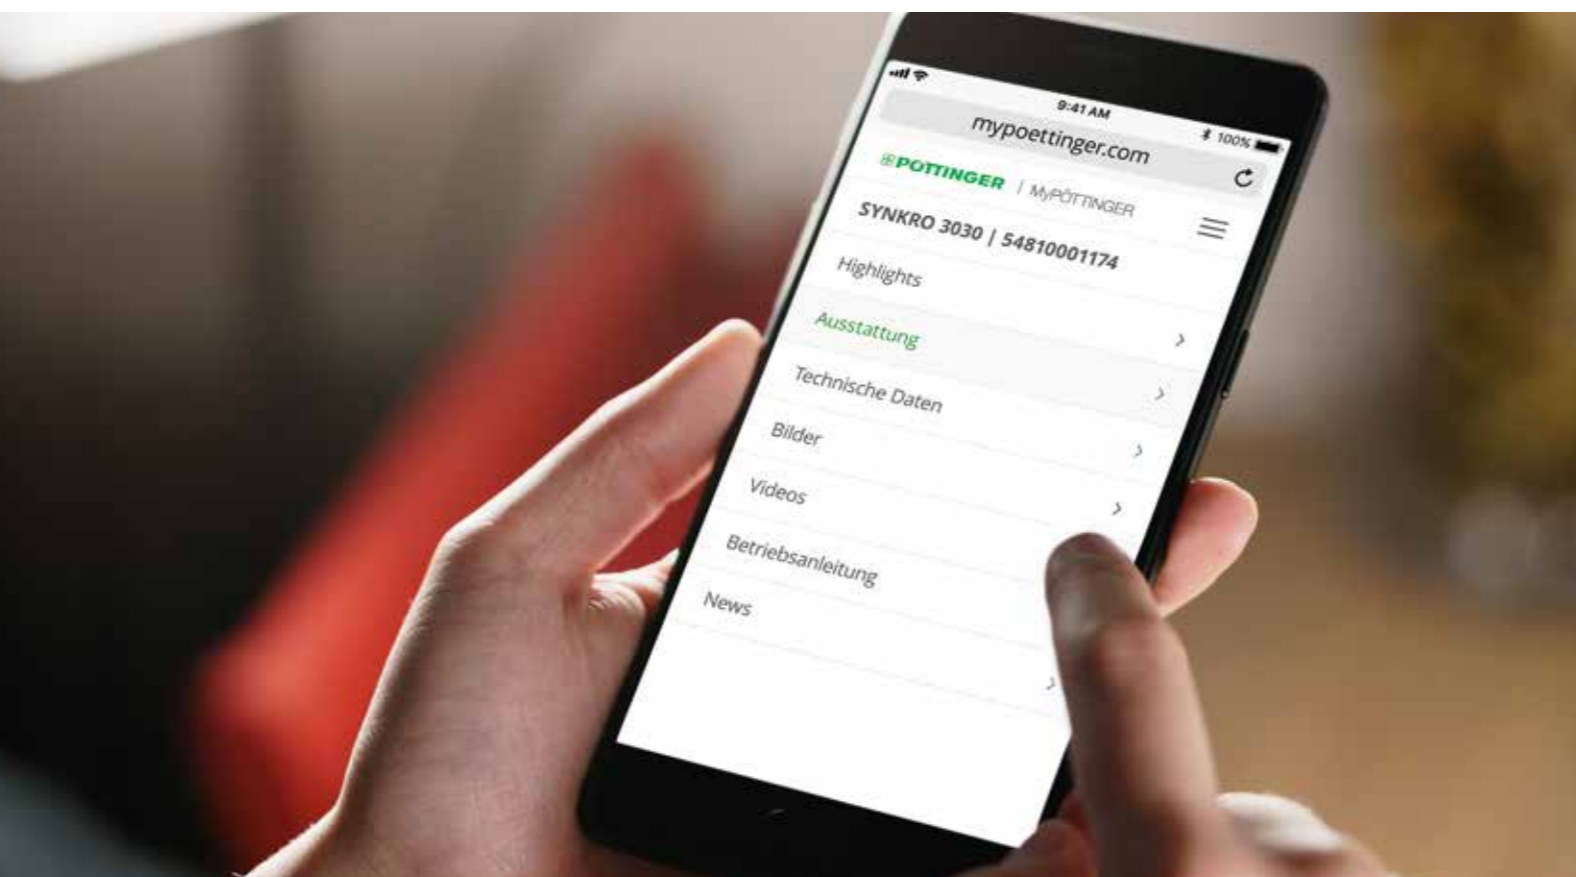 9:41 AM
100%
mypoettinger.com
PÖTTINGER | MyPÖTTINGER
SYNKRO 3030 | 54810001174
Highlights
Ausstattung
Technische Daten
Bilder
Videos
Betriebsanleitung
News